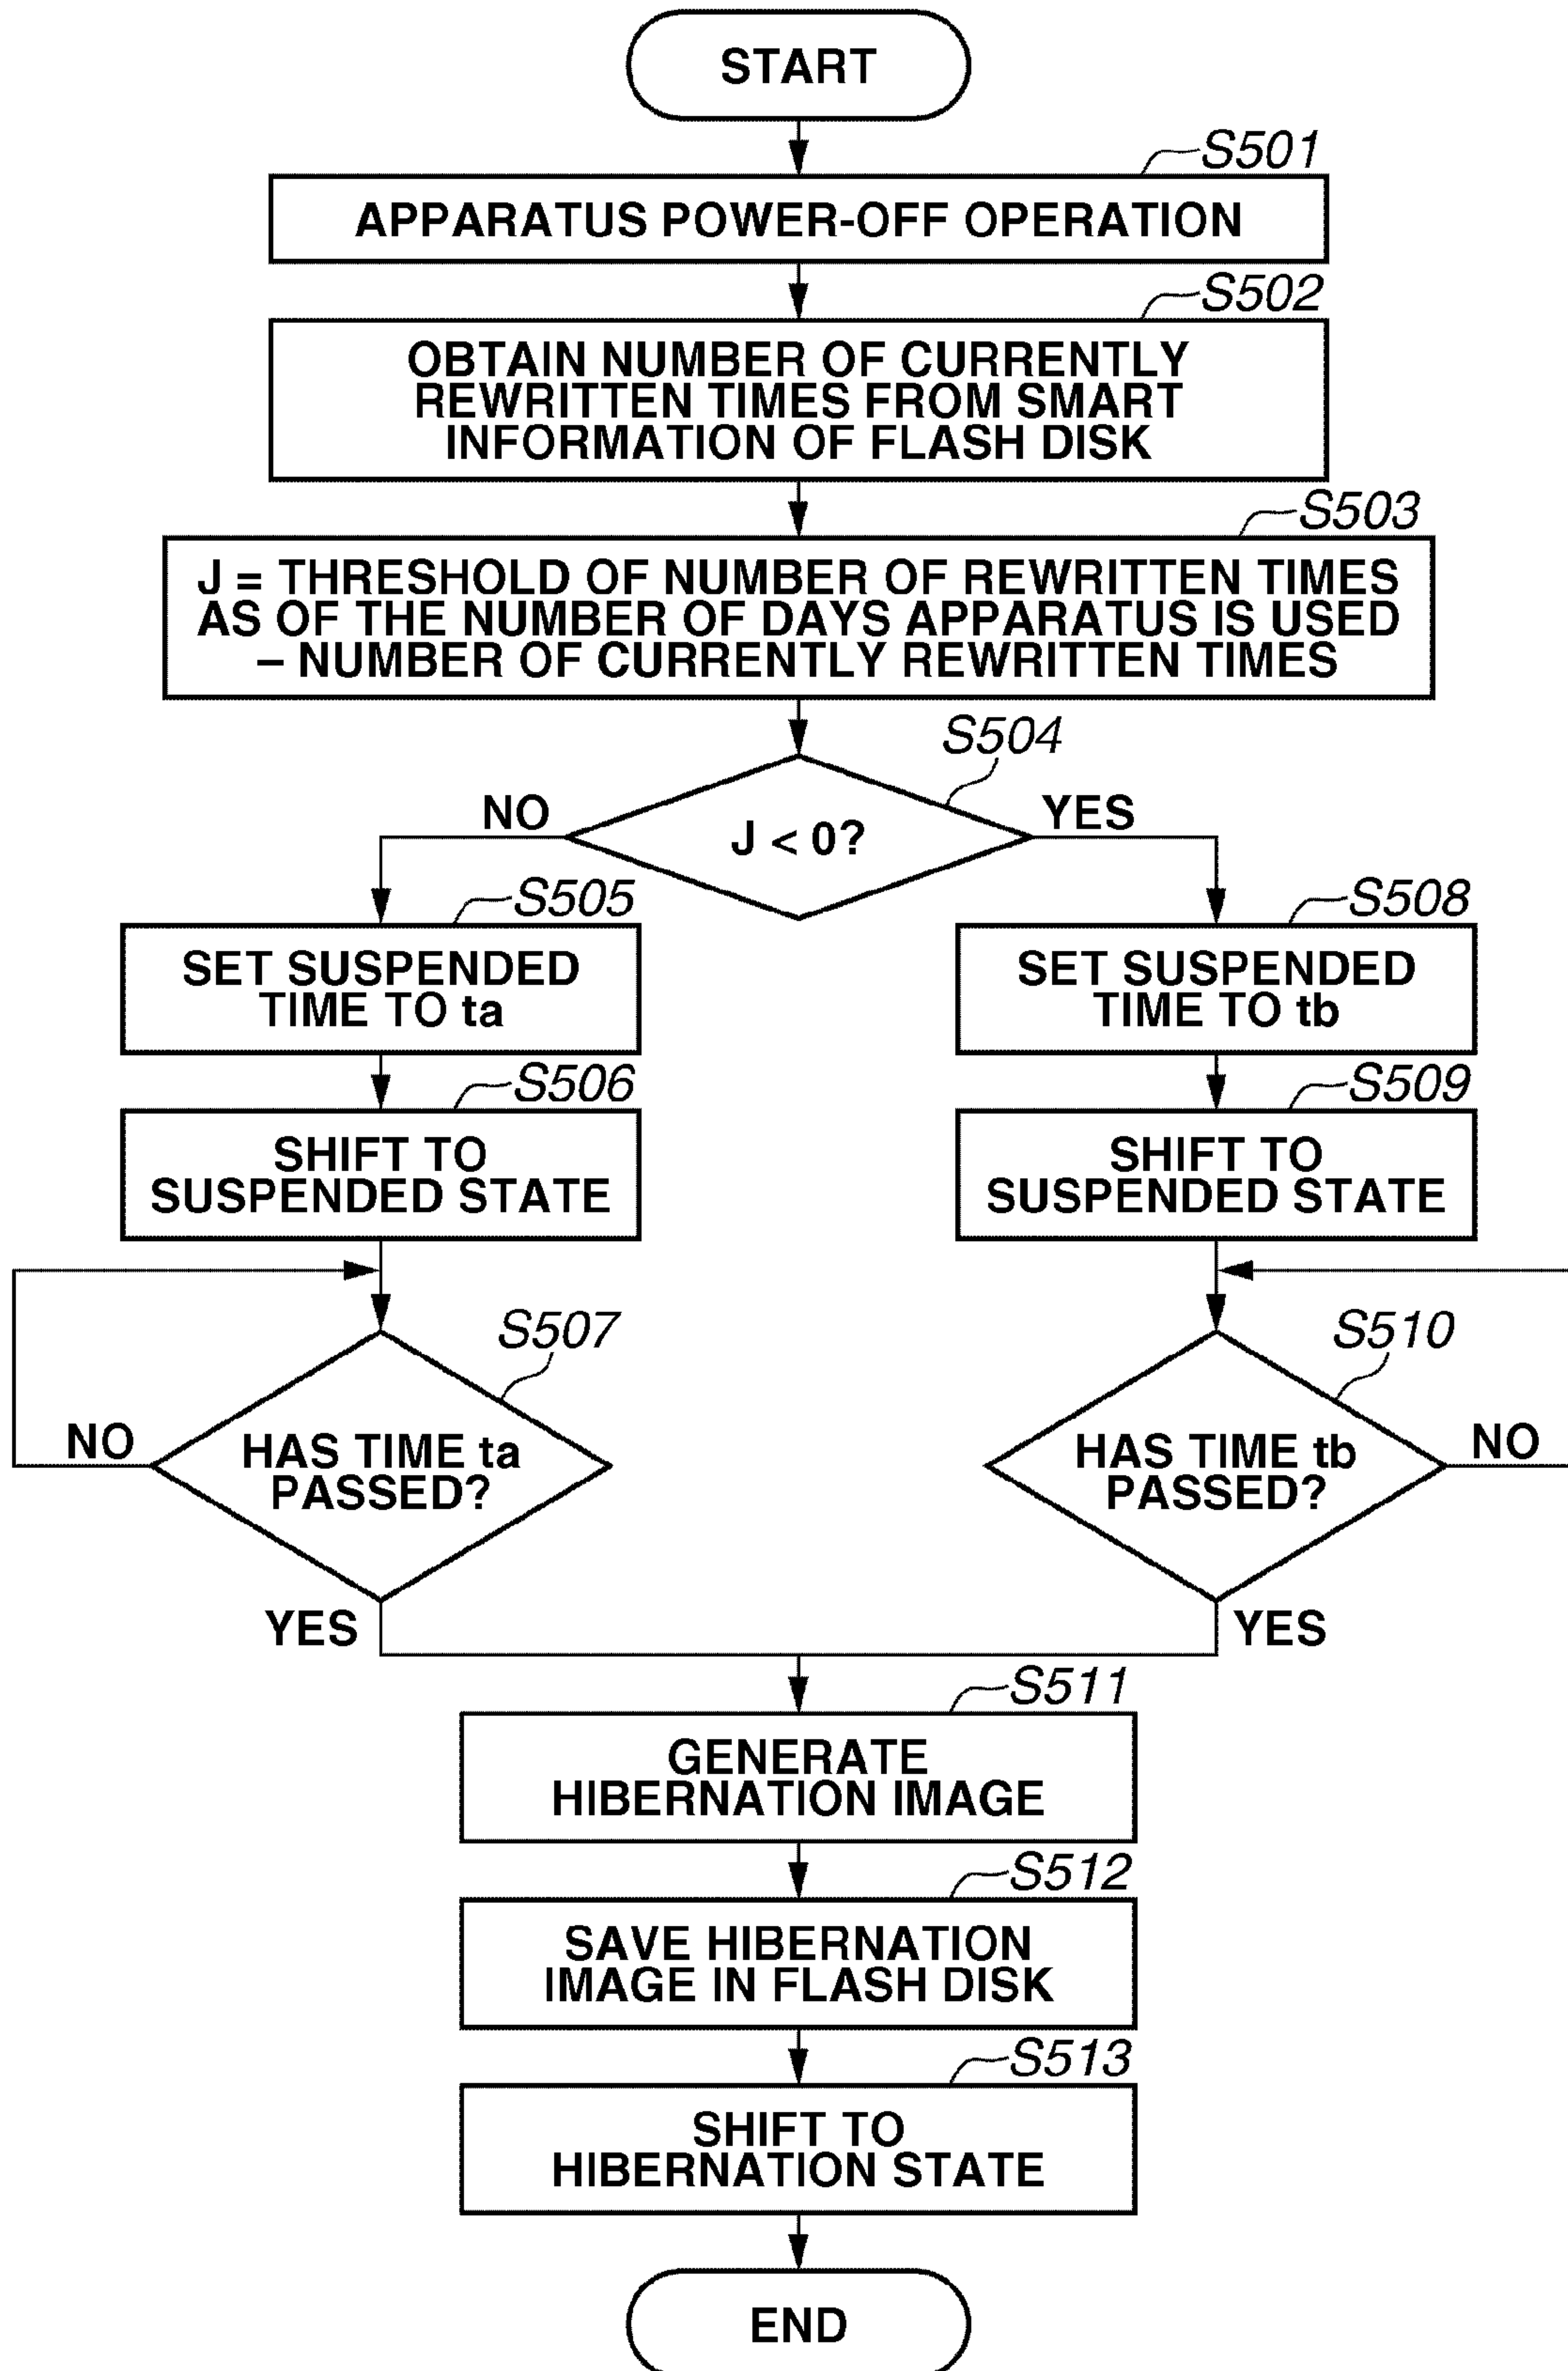 START
S501
APPARATUS POWER-OFF OPERATION
S502
OBTAIN NUMBER OF CURRENTLY
REWRITTEN TIMES FROM SMART
INFORMATION OF FLASH DISK
S503
J = THRESHOLD OF NUMBER OF REWRITTEN TIMES
AS OF THE NUMBER OF DAYS APPARATUS IS USED
– NUMBER OF CURRENTLY REWRITTEN TIMES
S504
NO
J < 0?
YES
S505
SET SUSPENDED
TIME TO ta
S508
SET SUSPENDED
TIME TO tb
S506
SHIFT TO
SUSPENDED STATE
S509
SHIFT TO
SUSPENDED STATE
S507
NO
HAS TIME ta
PASSED?
YES
S510
HAS TIME tb
PASSED?
NO
YES
S511
GENERATE
HIBERNATION IMAGE
S512
SAVE HIBERNATION
IMAGE IN FLASH DISK
S513
SHIFT TO
HIBERNATION STATE
END